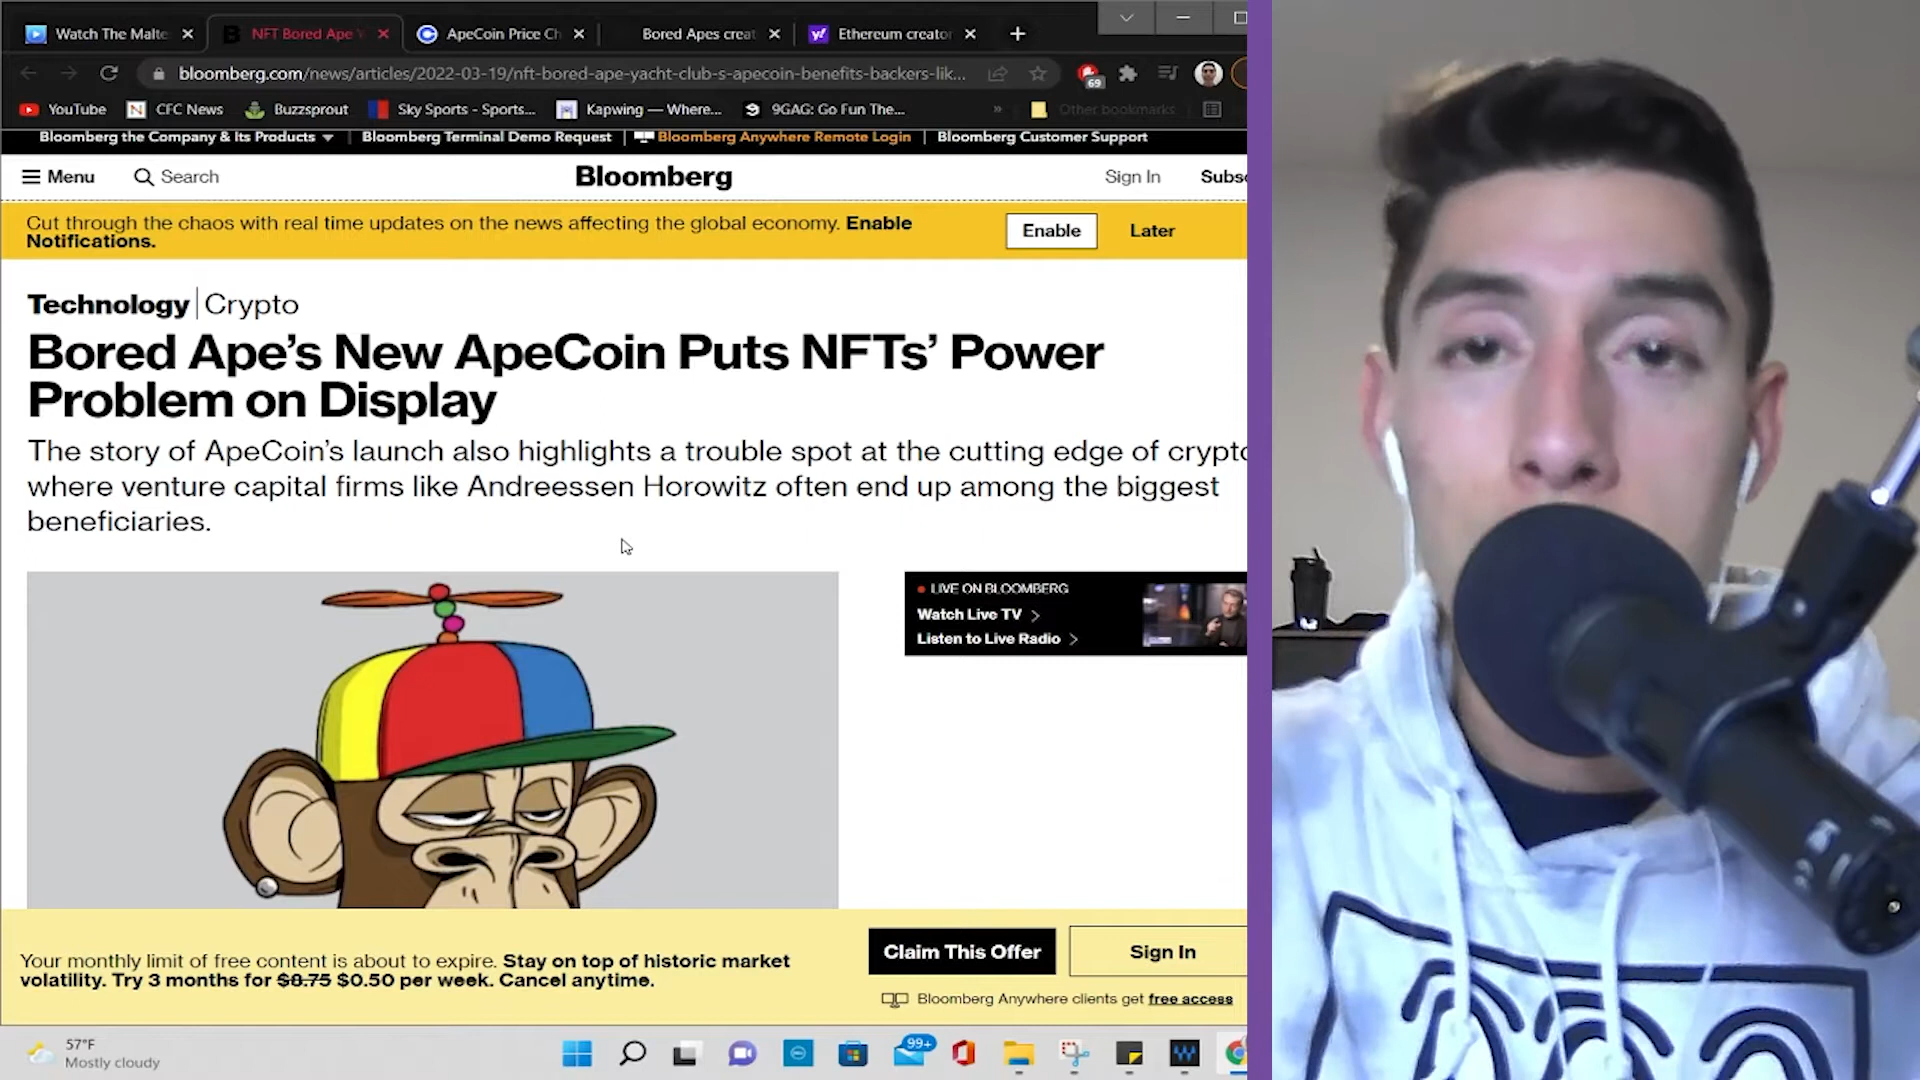 Watch The Malte
NFT Bored Ape Y
ApeCoin Price Ch
Bored Apes creat
Ethereum creator
bloomberg.com/news/articles/2022-03-19/nft-bored-ape-yacht-club-s-apecoin-benefits-backers-lik...
69
YouTube
CFC News
Buzzsprout
Sky Sports - Sports...
Kapwing — Where...
9GAG: Go Fun The...
»
Other bookmarks
Bloomberg the Company & Its Products
Bloomberg Terminal Demo Request
Bloomberg Anywhere Remote Login
Bloomberg Customer Support
Menu
Search
Bloomberg
Sign In
Subsc
Cut through the chaos with real time updates on the news affecting the global economy. Enable
Notifications.
Enable
Later
Technology | Crypto
Bored Ape's New ApeCoin Puts NFTs' Power
Problem on Display
The story of ApeCoin's launch also highlights a trouble spot at the cutting edge of crypto
where venture capital firms like Andreessen Horowitz often end up among the biggest
beneficiaries.
LIVE ON BLOOMBERG
Watch Live TV
Listen to Live Radio
Your monthly limit of free content is about to expire. Stay on top of historic market
volatility. Try 3 months for $8.75 $0.50 per week. Cancel anytime.
Claim This Offer
Sign In
Bloomberg Anywhere clients get free access
57°F
Mostly cloudy
99+